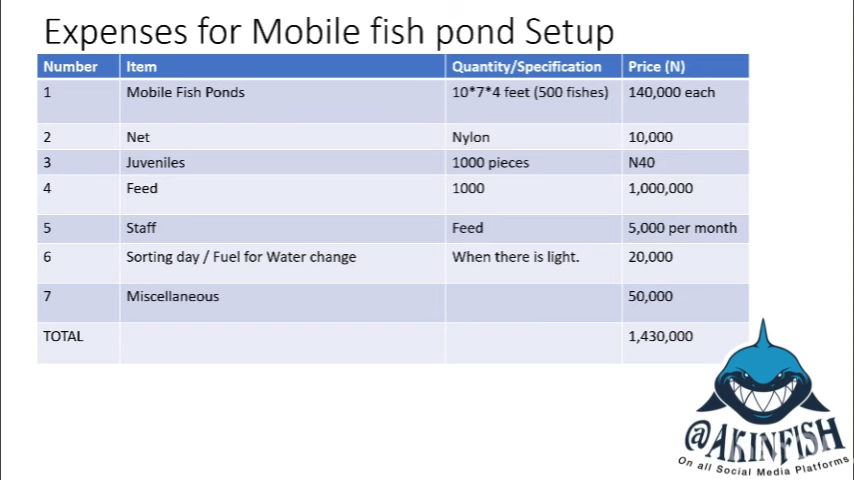 Expenses for Mobile fish pond Setup
Number Item Quantity/Specification Price (N)
1 Mobile Fish Ponds 10*7*4 feet (500 fishes) 140,000 each
2 Net Nylon 10,000
3 Juveniles 1000 pieces N40
4 Feed 1000 1,000,000
5 Staff Feed 5,000 per month
6 Sorting day / Fuel for Water change When there is light. 20,000
7 Miscellaneous 50,000
TOTAL 1,430,000
@AKINFISH
On all Social Media Platforms